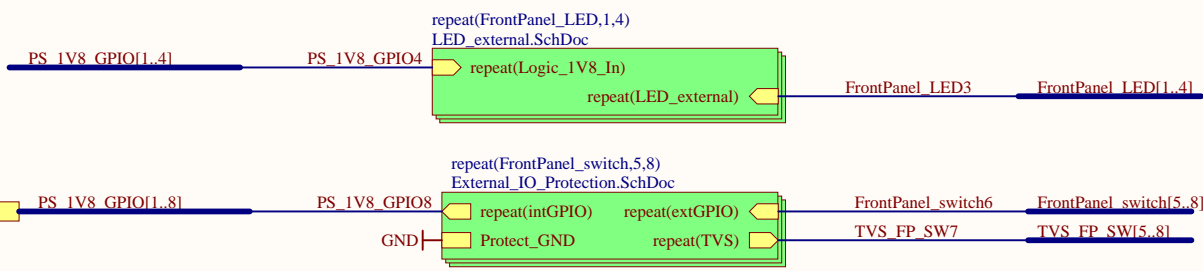 repeat(FrontPanel_LED,1,4)
LED_external.SchDoc
PS_1V8_GPIO[1..4]
PS_1V8_GPIO4
repeat(Logic_1V8_In)
repeat(LED_external)
FrontPanel_LED3
FrontPanel_LED[1..4]
repeat(FrontPanel_switch,5,8)
External_IO_Protection.SchDoc
PS_1V8_GPIO[1..8]
PS_1V8_GPIO8
repeat(intGPIO)
repeat(extGPIO)
FrontPanel_switch6
FrontPanel_switch[5..8]
GND
Protect_GND
repeat(TVS)
TVS_FP_SW7
TVS_FP_SW[5..8]